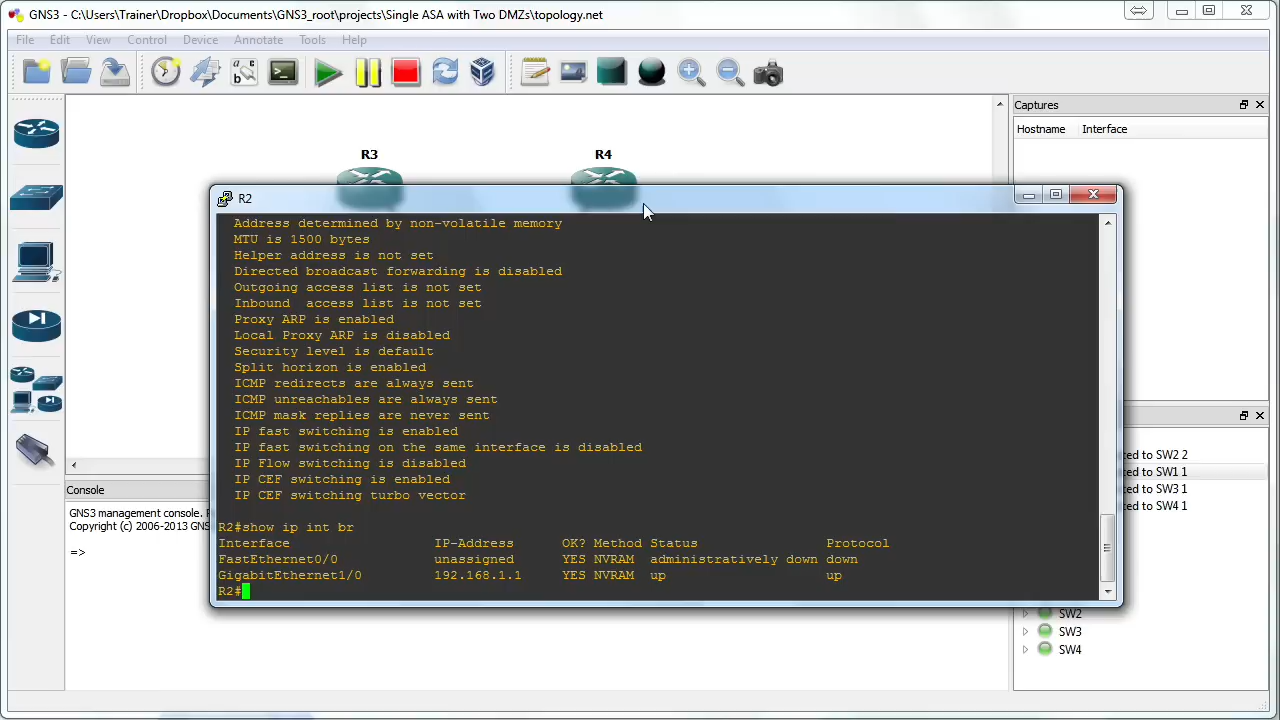 GNS3 - C:\Users\Trainer\Dropbox\Documents\GNS3_root\projects\Single ASA with Two DMZs\topology.net
File Edit View Control Device Annotate Tools Help
Captures
Hostname Interface
R3 R4
R2
Address determined by non-volatile memory
MTU is 1500 bytes
Helper address is not set
Directed broadcast forwarding is disabled
Outgoing access list is not set
Inbound  access list is not set
Proxy ARP is enabled
Local Proxy ARP is disabled
Security level is default
Split horizon is enabled
ICMP redirects are always sent
ICMP unreachables are always sent
ICMP mask replies are never sent
IP fast switching is enabled
IP fast switching on the same interface is disabled
IP Flow switching is disabled
IP CEF switching is enabled
IP CEF switching turbo vector
R2#show ip int br
Interface IP-Address OK? Method Status Protocol
FastEthernet0/0 unassigned YES NVRAM administratively down down
GigabitEthernet1/0 192.168.1.1 YES NVRAM up up
R2#
Console
GNS3 management console.
Copyright (c) 2006-2013
=>
to SW2 2
to SW1 1
to SW3 1
to SW4 1
SW2
SW3
SW4